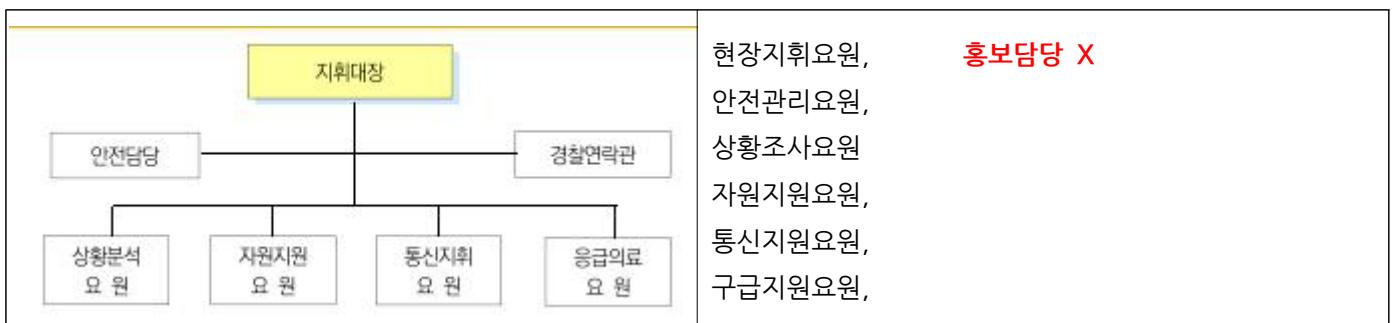 지휘대장
안전담당
경찰연락관
상황분석
요 원
자원지원
요 원
통신지휘
요 원
응급의료
요 원
현장지휘요원, 홍보담당 X
안전관리요원,
상황조사요원
자원지원요원,
통신지원요원,
구급지원요원,